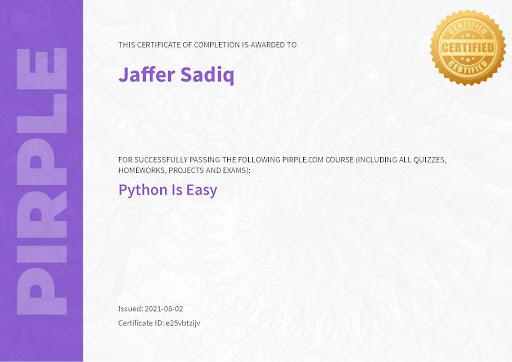 PIRPLE
THIS CERTIFICATE OF COMPLETION IS AWARDED TO
Jaffer Sadiq
CERTIFIED
CERTIFIED
CERTIFIED
FOR SUCCESSFULLY PASSING THE FOLLOWING PIRPLE.COM COURSE (INCLUDING ALL QUIZZES,
HOMEWORKS, PROJECTS AND EXAMS):
Python Is Easy
Issued: 2021-08-02
Certificate ID: e25vbtzijv